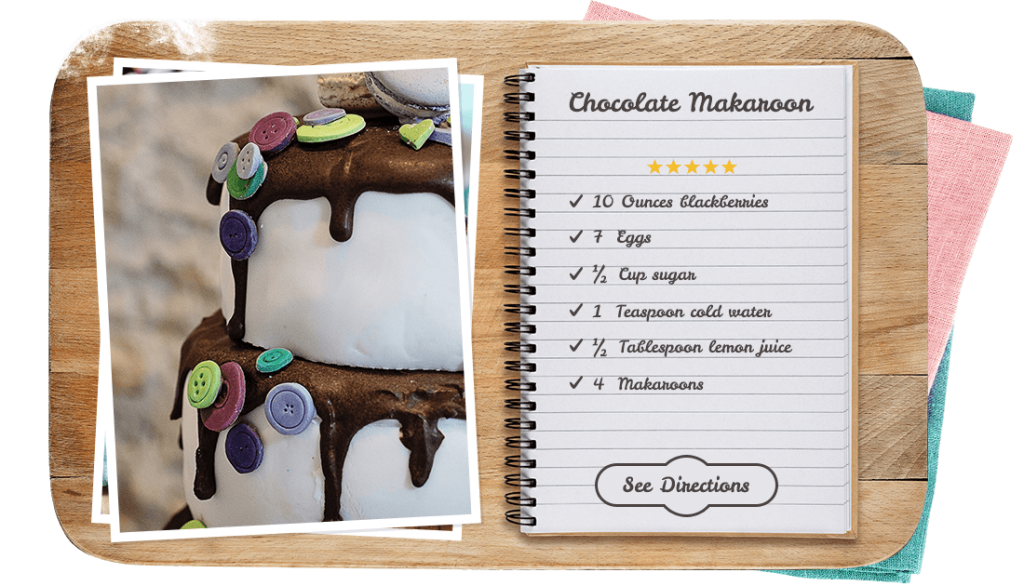 Chocolate Makaroon
✓ 10 Ounces blackberries
✓ 7 Eggs
✓ ½ Cup sugar
✓ 1 Teaspoon cold water
✓ ½ Tablespoon lemon juice
✓ 4 Makaroons
See Directions